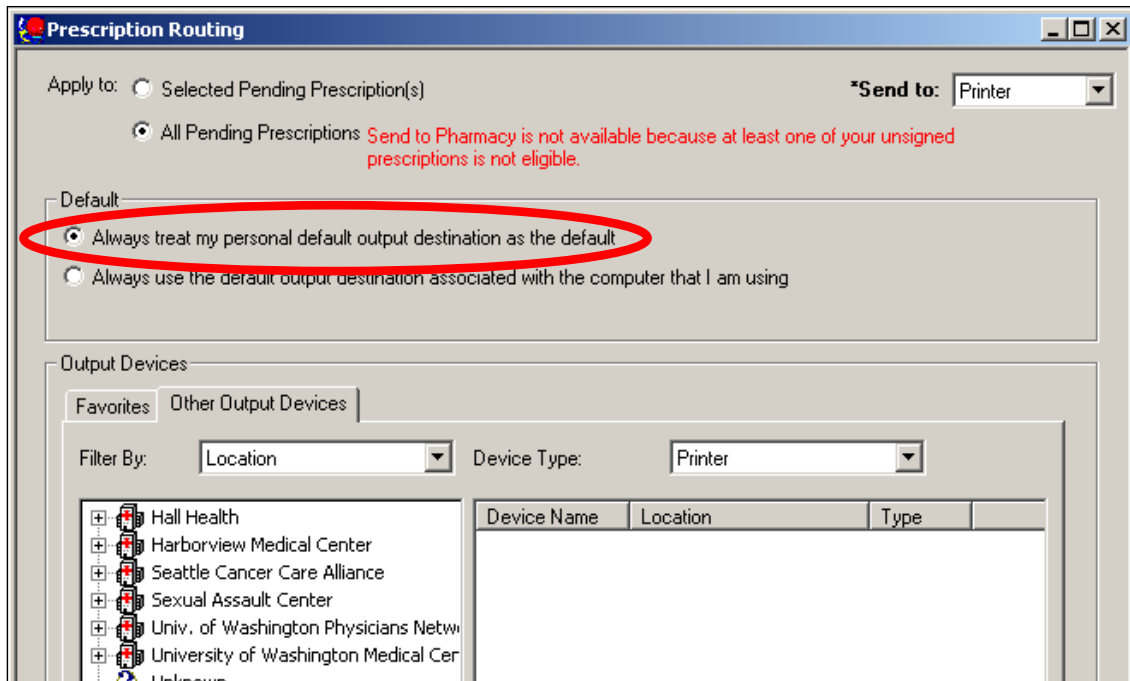 Prescription Routing
Apply to: Selected Pending Prescription(s) *Send to: Printer
All Pending Prescriptions Send to Pharmacy is not available because at least one of your unsigned
prescriptions is not eligible.
Default
Always treat my personal default output destination as the default
Always use the default output destination associated with the computer that I am using
Output Devices
Favorites Other Output Devices
Filter By: Location Device Type: Printer
Device Name Location Type
Hall Health
Harborview Medical Center
Seattle Cancer Care Alliance
Sexual Assault Center
Univ. of Washington Physicians Netw
University of Washington Medical Cer
Unknown